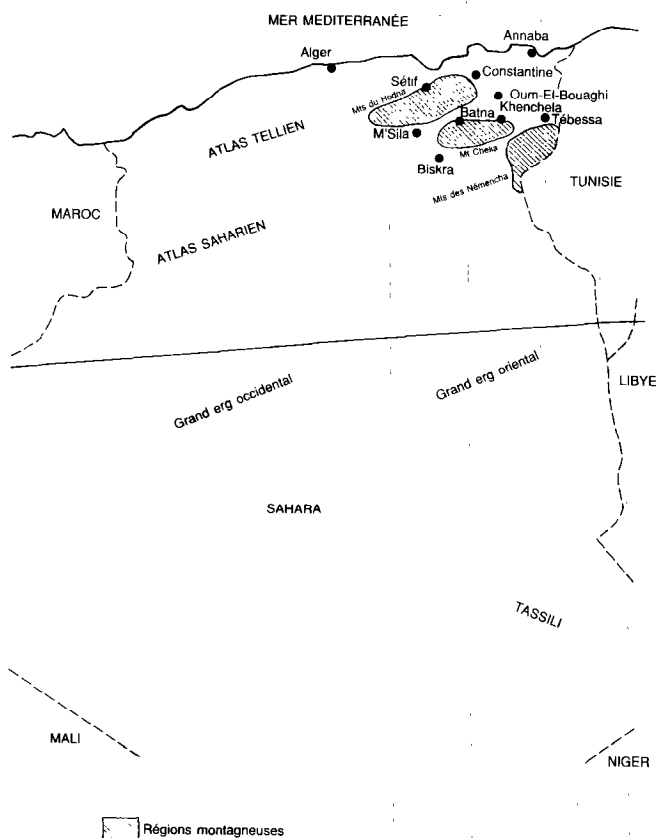 MER MEDITERRANÉE
Annaba
Alger
Constantine
Sétif
Mts du Hodna
Oum-El-Bouaghi
Batna
Khenchela
Tébessa
M'Sila
ATLAS TELLIEN
Mt Cheka
Biskra
Mts des Némencha
TUNISIE
MAROC
ATLAS SAHARIEN
Grand erg occidental
Grand erg oriental
LIBYE
SAHARA
TASSILI
MALI
NIGER
Régions montagneuses